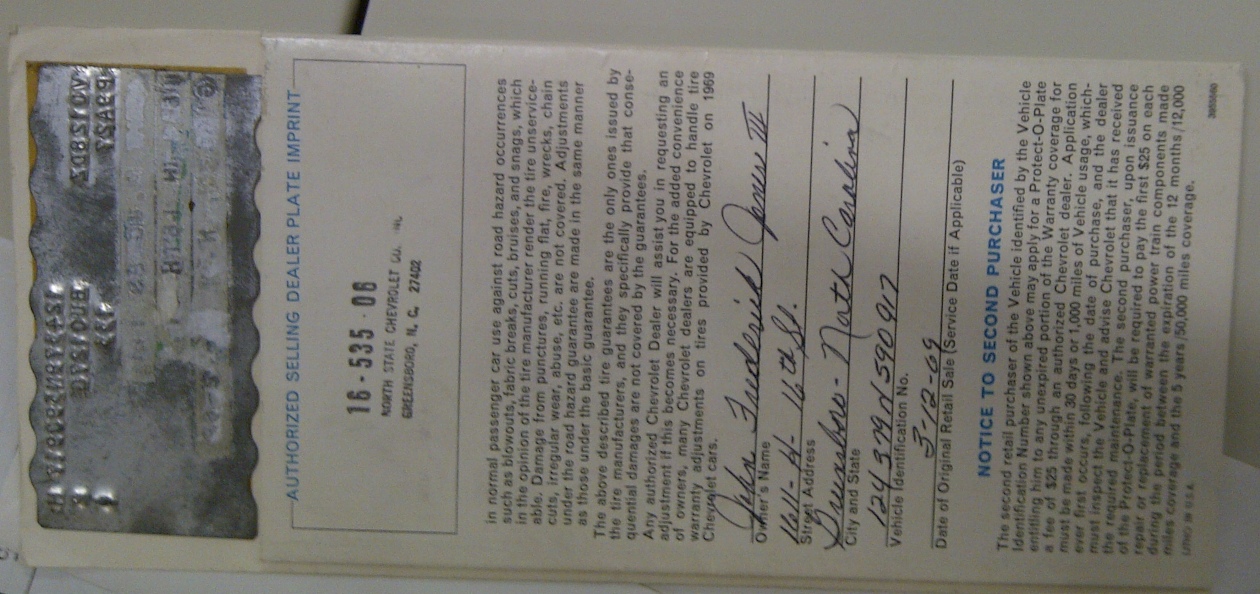 AUTHORIZED SELLING DEALER PLATE IMPRINT
16-535 06
NORTH STATE CHEVROLET CO. INC.
GREENSBORO, N. C. 27402
in normal passenger car use against road hazard occurrences
such as blowouts, fabric breaks, cuts, bruises, and snags, which
in the opinion of the tire manufacturer render the tire unservice-
able. Damage from punctures, running flat, fire, wrecks, chain
cuts, irregular wear, abuse, etc. are not covered. Adjustments
under the road hazard guarantee are made in the same manner
as those under the basic guarantee.
The above described tire guarantees are the only ones issued by
the tire manufacturers, and they specifically provide that conse-
quential damages are not covered by the guarantees.
Any authorized Chevrolet Dealer will assist you in requesting an
adjustment if this becomes necessary. For the added convenience
of owners, many Chevrolet dealers are equipped to handle tire
warranty adjustments on tires provided by Chevrolet on 1969
Chevrolet cars.
John Frederick Jones III
Owner's Name
1611-A- 16th St.
Street Address
Greensboro - North Carolina
City and State
124379N590917
Vehicle Identification No.
3-12-69
Date of Original Retail Sale (Service Date if Applicable)
NOTICE TO SECOND PURCHASER
The second retail purchaser of the Vehicle identified by the Vehicle
Identification Number shown above may apply for a Protect-O-Plate
entitling him to any unexpired portion of the Warranty coverage for
a fee of $25 through an authorized Chevrolet dealer. Application
must be made within 30 days or 1,000 miles of Vehicle usage, which-
ever first occurs, following the date of purchase, and the dealer
must inspect the Vehicle and advise Chevrolet that it has received
the required maintenance. The second purchaser, upon issuance
of the Protect-O-Plate, will be required to pay the first $25 on each
repair or replacement of warranted power train components made
during the period between the expiration of the 12 months/12,000
miles coverage and the 5 years/50,000 miles coverage.
LITHO IN U.S.A.